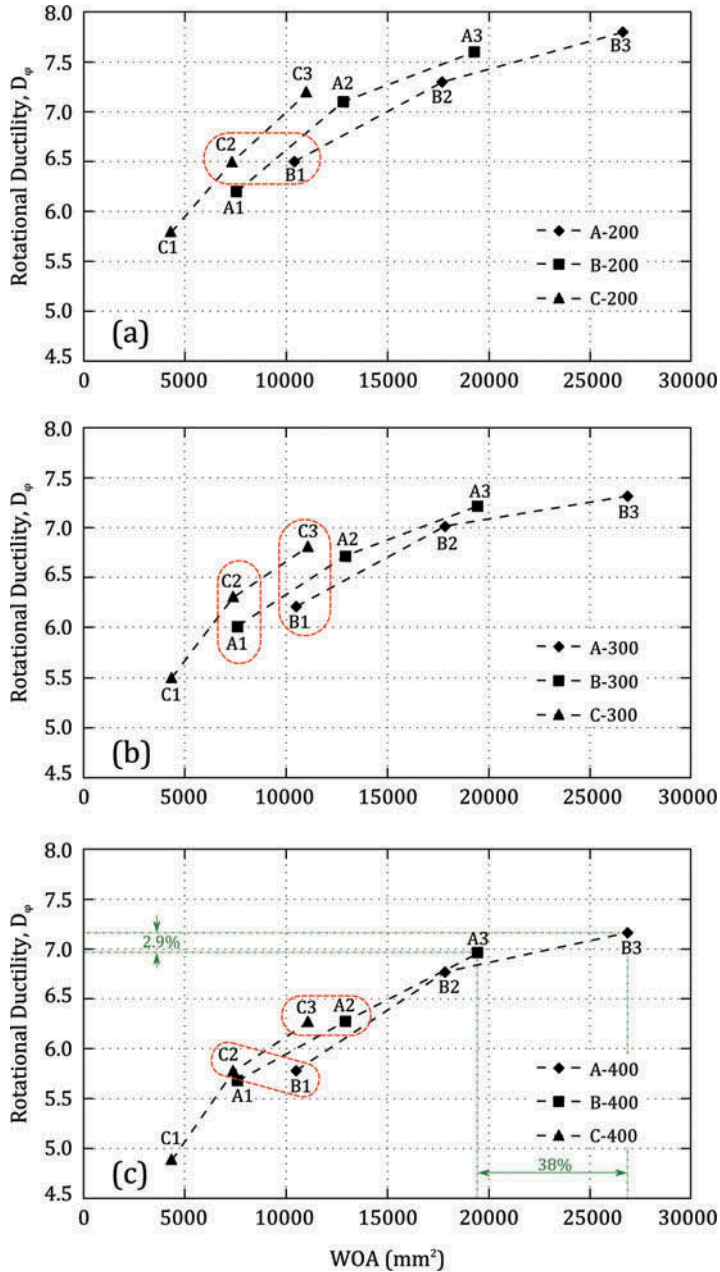 8.0
7.5
7.0
6.5
6.0
5.5
5.0
4.5
Rotational Ductility, Dφ
C3
A2
A3
B3
B2
C2
B1
A1
C1
A-200
B-200
C-200
(a)
0 5000 10000 15000 20000 25000 30000
8.0
7.5
7.0
6.5
6.0
5.5
5.0
4.5
Rotational Ductility, Dφ
C3
A2
A3
B3
B2
C2
B1
A1
C1
A-300
B-300
C-300
(b)
0 5000 10000 15000 20000 25000 30000
8.0
7.5
7.0
6.5
6.0
5.5
5.0
4.5
Rotational Ductility, Dφ
2.9%
A3
B3
B2
C3
A2
C2
A1
B1
C1
A-400
B-400
C-400
38%
(c)
0 5000 10000 15000 20000 25000 30000
WOA (mm²)